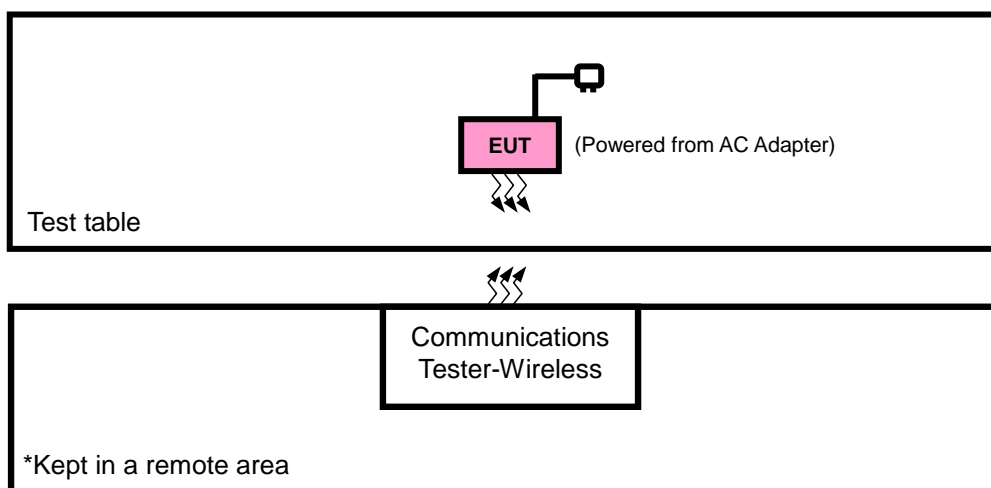 EUT
(Powered from AC Adapter)
Test table
Communications
Tester-Wireless
*Kept in a remote area